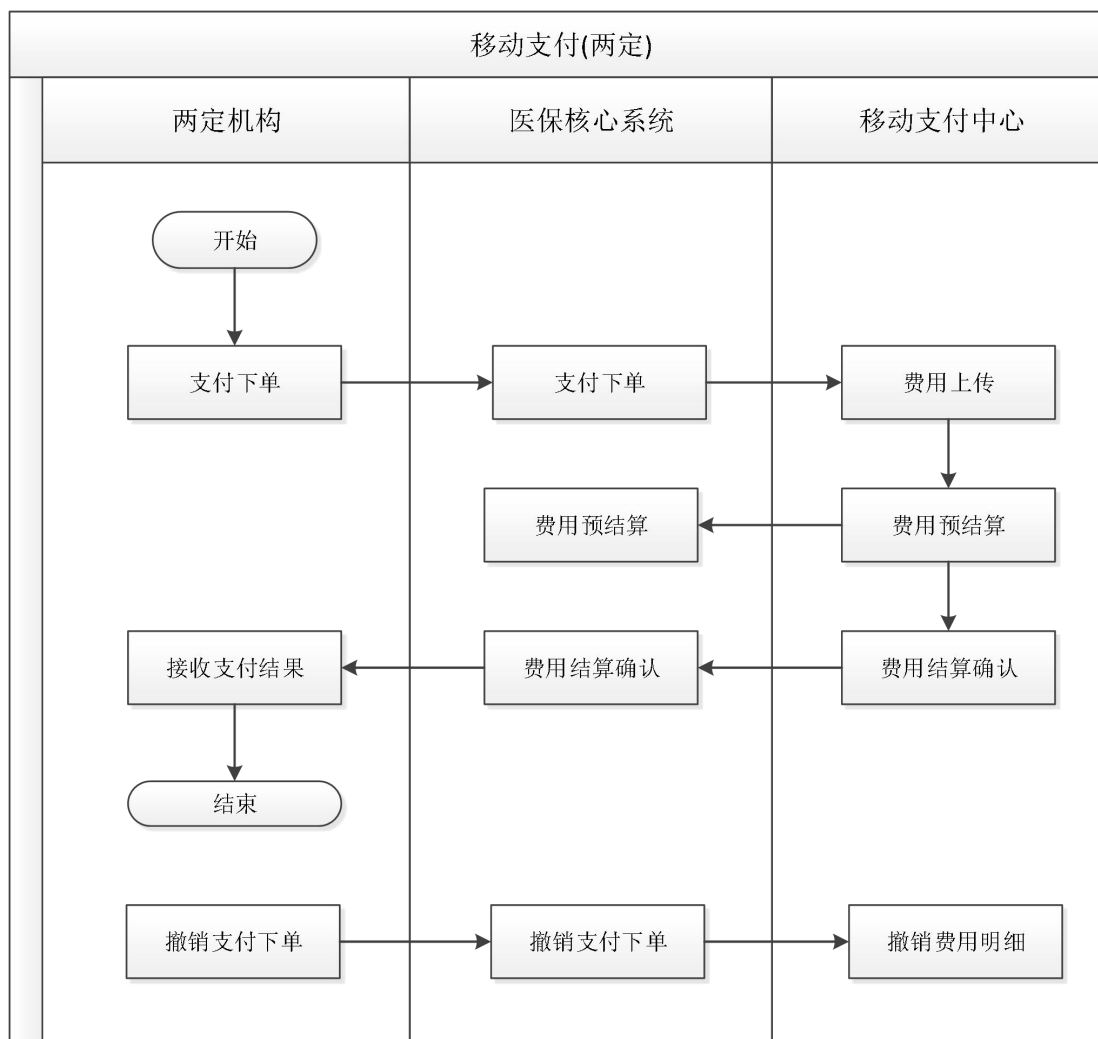 移动支付(两定)
两定机构
医保核心系统
移动支付中心
开始
支付下单
支付下单
费用上传
费用预结算
费用预结算
接收支付结果
费用结算确认
费用结算确认
结束
撤销支付下单
撤销支付下单
撤销费用明细